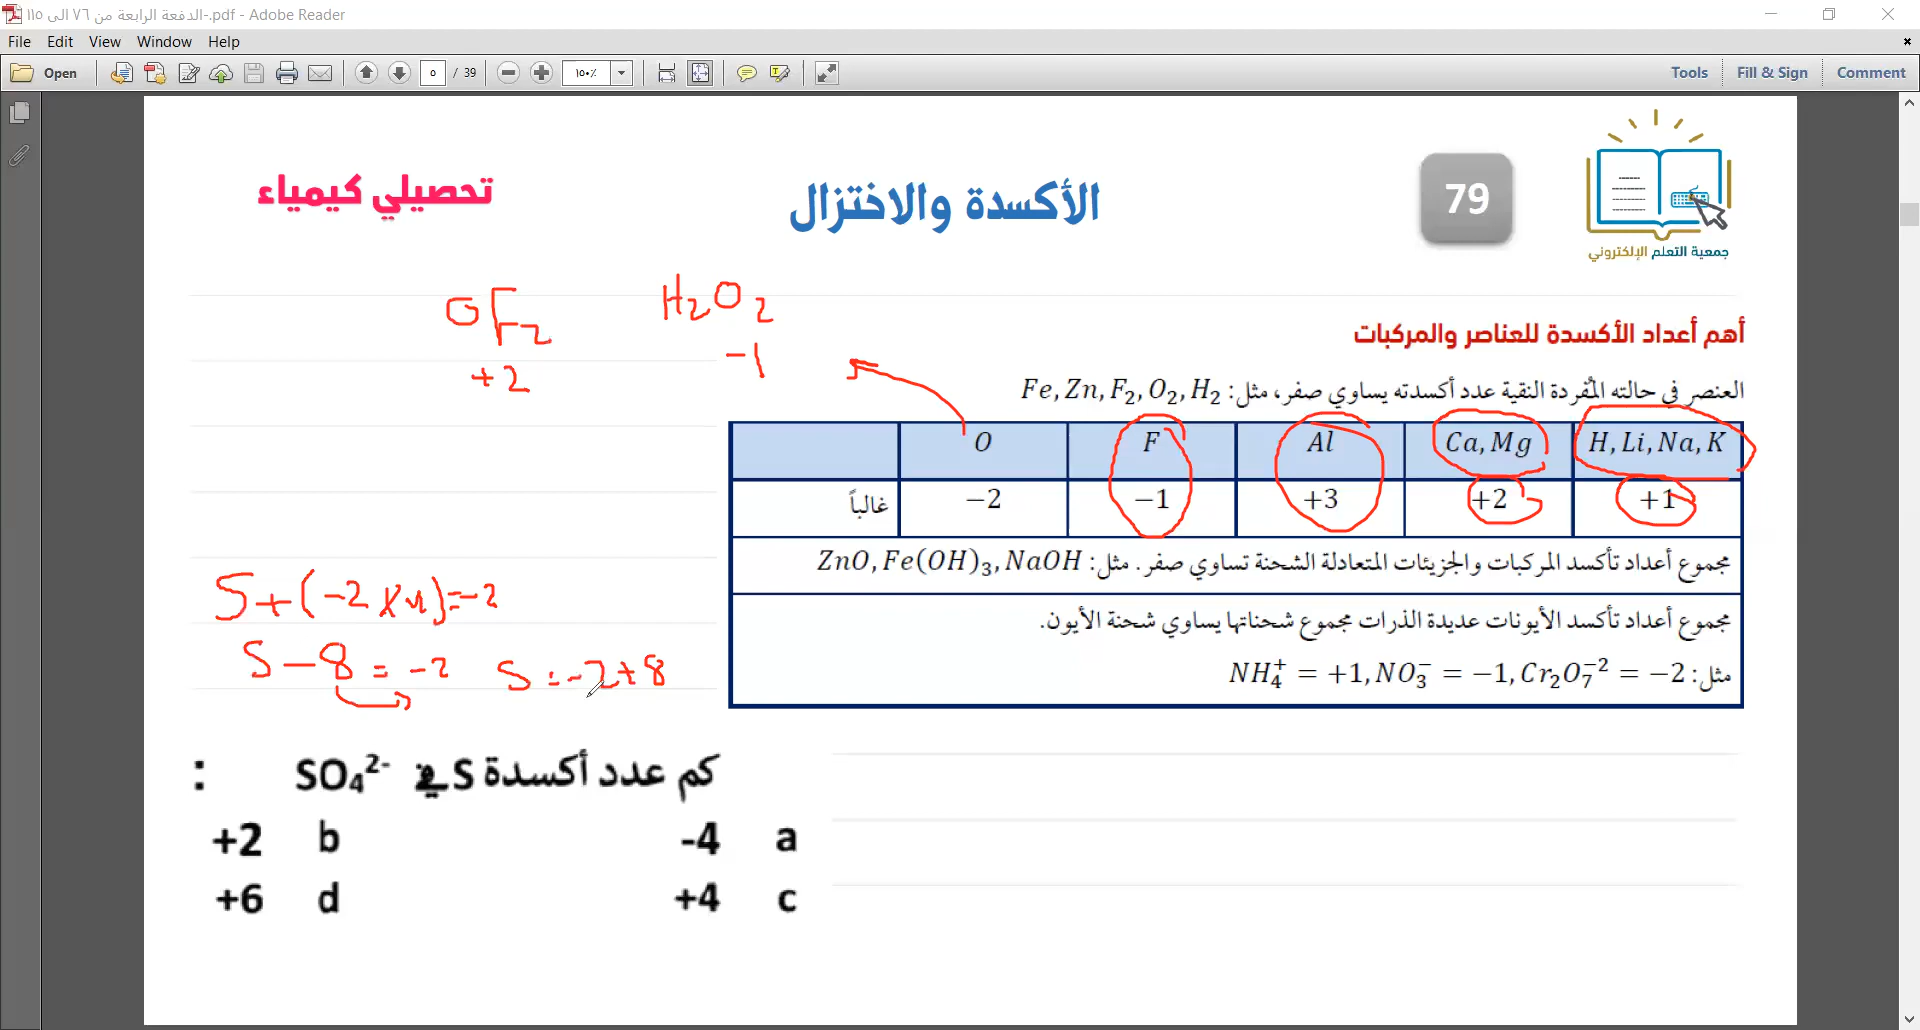 الدفعة الرابعة من ٧٦ الى ١١٥-.pdf - Adobe Reader
File Edit View Window Help
Open ٥ / 39 ١٥٠٪ Tools Fill & Sign Comment
تحصيلي كيمياء
الأكسدة والاختزال
79
جمعية التعلم الإلكتروني
OF2
+2
H2O2
-1
أهم أعداد الأكسدة للعناصر والمركبات
العنصر في حالته المُفردة النقية عدد أكسدته يساوي صفر، مثل: Fe, Zn, F₂, O₂, H₂
O F Al Ca, Mg H, Li, Na, K
غالباً −2 −1 +3 +2 +1
مجموع أعداد تأكسد المركبات والجزيئات المتعادلة الشحنة تساوي صفر. مثل: ZnO, Fe(OH)₃, NaOH
مجموع أعداد تأكسد الأيونات عديدة الذرات مجموع شحناتها يساوي شحنة الأيون.
مثل: NH₄⁺ = +1, NO₃⁻ = −1, Cr₂O₇⁻² = −2
S+(-2×4)=-2
S-8=-2 S=-2+8
كم عدد أكسدة S في SO₄²⁻ :
a -4 b +2
c +4 d +6